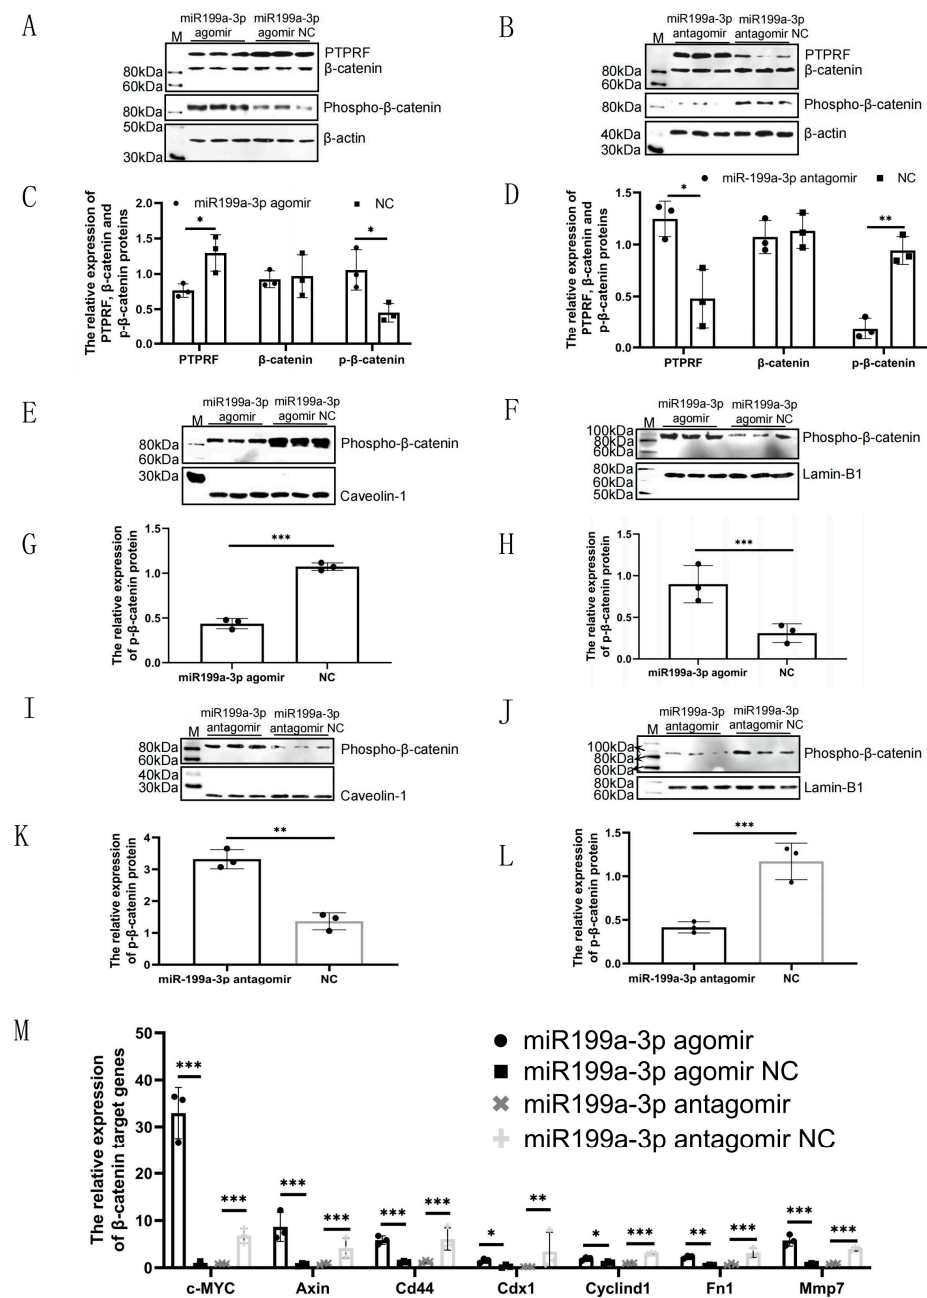 A
miR199a-3p
agomir
miR199a-3p
agomir NC
M
PTPRF
β-catenin
80kDa
60kDa
Phospho-β-catenin
80kDa
50kDa
β-actin
30kDa
B
miR199a-3p
antagomir
miR199a-3p
antagomir NC
M
PTPRF
β-catenin
80kDa
60kDa
80kDa
Phospho-β-catenin
40kDa
β-actin
30kDa
C
miR199a-3p agomir
NC
The relative expression of
PTPRF, β-catenin and
p-β-catenin proteins
2.0
1.5
1.0
0.5
0.0
*
*
PTPRF
β-catenin
p-β-catenin
D
miR-199a-3p antagomir
NC
The relative expression of
PTPRF, β-catenin and
p-β-catenin proteins
1.5
1.0
0.5
0.0
*
**
PTPRF
β-catenin
p-β-catenin
E
miR199a-3p
agomir
miR199a-3p
agomir NC
M
80kDa
Phospho-β-catenin
60kDa
30kDa
Caveolin-1
F
miR199a-3p
agomir
miR199a-3p
agomir NC
M
100kDa
80kDa
Phospho-β-catenin
60kDa
80kDa
60kDa
Lamin-B1
50kDa
G
The relative expression
of p-β-catenin protein
1.5
1.0
0.5
0.0
***
miR199a-3p agomir
NC
H
The relative expression
of p-β-catenin protein
1.5
1.0
0.5
0.0
***
miR199a-3p agomir
NC
I
miR199a-3p
antagomir
miR199a-3p
antagomir NC
M
80kDa
Phospho-β-catenin
60kDa
40kDa
30kDa
Caveolin-1
J
miR199a-3p
antagomir
miR199a-3p
antagomir NC
M
100kDa
80kDa
Phospho-β-catenin
60kDa
80kDa
60kDa
Lamin-B1
K
The relative expression
of p-β-catenin protein
4
3
2
1
0
**
miR-199a-3p antagomir
NC
L
The relative expression
of p-β-catenin protein
1.5
1.0
0.5
0.0
***
miR-199a-3p antagomir
NC
M
The relative expression
of β-catenin target genes
50
40
30
20
10
0
miR199a-3p agomir
miR199a-3p agomir NC
miR199a-3p antagomir
miR199a-3p antagomir NC
*** *** *** *** *** *** * ** * *** ** *** *** ***
c-MYC
Axin
Cd44
Cdx1
Cyclind1
Fn1
Mmp7